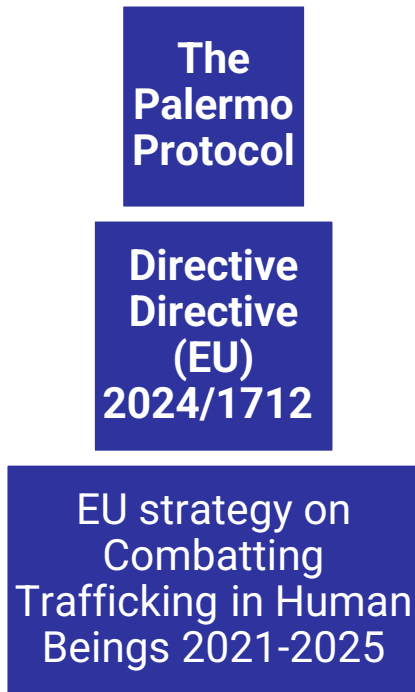 The
Palermo
Protocol
Directive
Directive
(EU)
2024/1712
EU strategy on
Combatting
Trafficking in Human
Beings 2021-2025